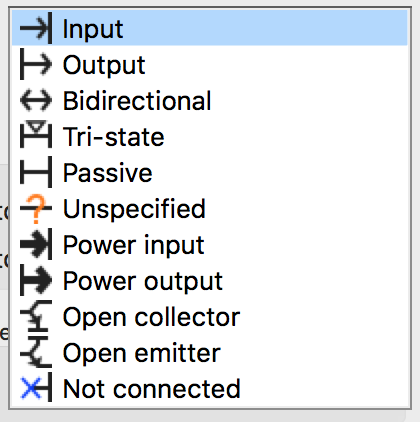 Input
Output
Bidirectional
Tri-state
Passive
Unspecified
Power input
Power output
Open collector
Open emitter
Not connected